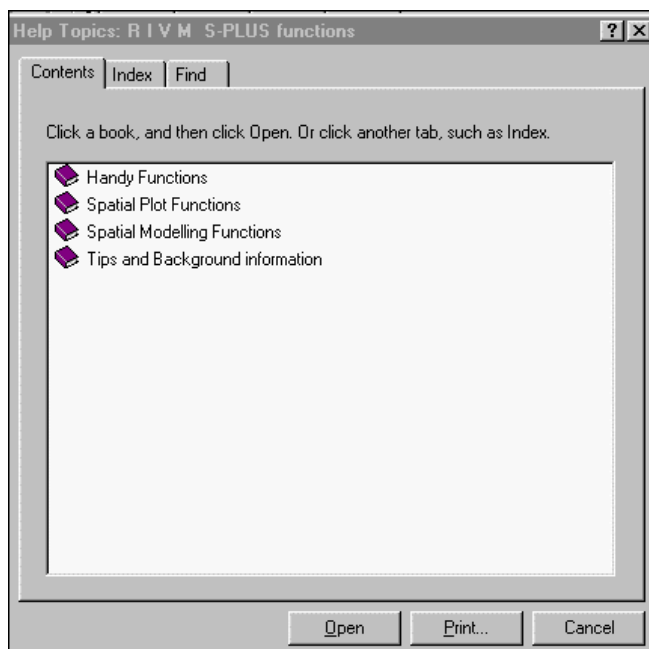 Help Topics: R I V M S-PLUS functions
Contents Index Find
Click a book, and then click Open. Or click another tab, such as Index.
Handy Functions
Spatial Plot Functions
Spatial Modelling Functions
Tips and Background information
Open Print... Cancel